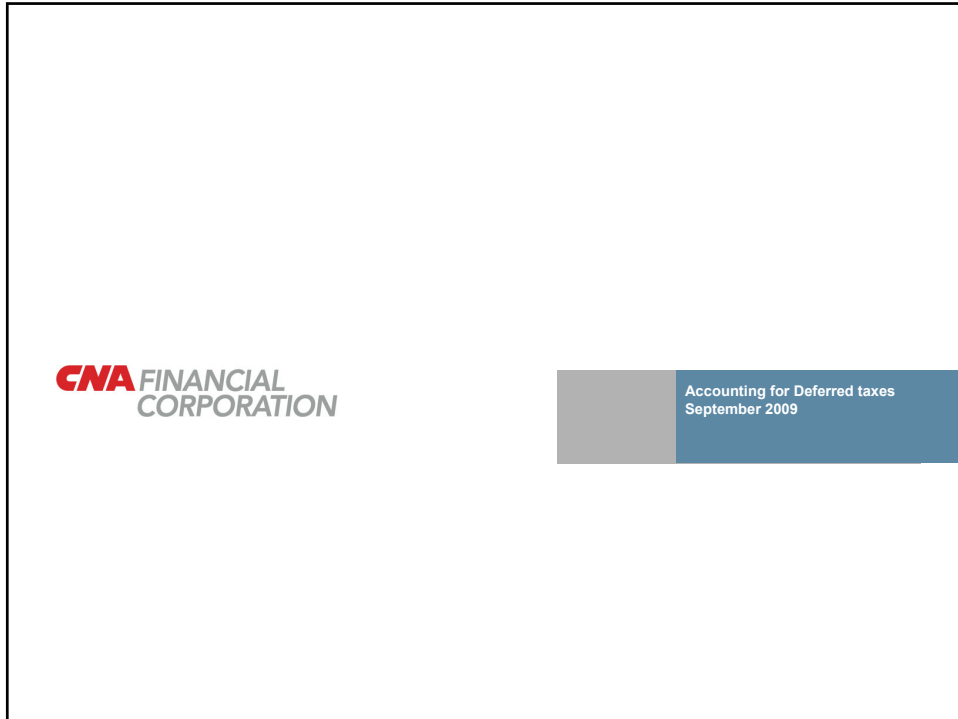 CNA FINANCIAL
CORPORATION
Accounting for Deferred taxes
September 2009